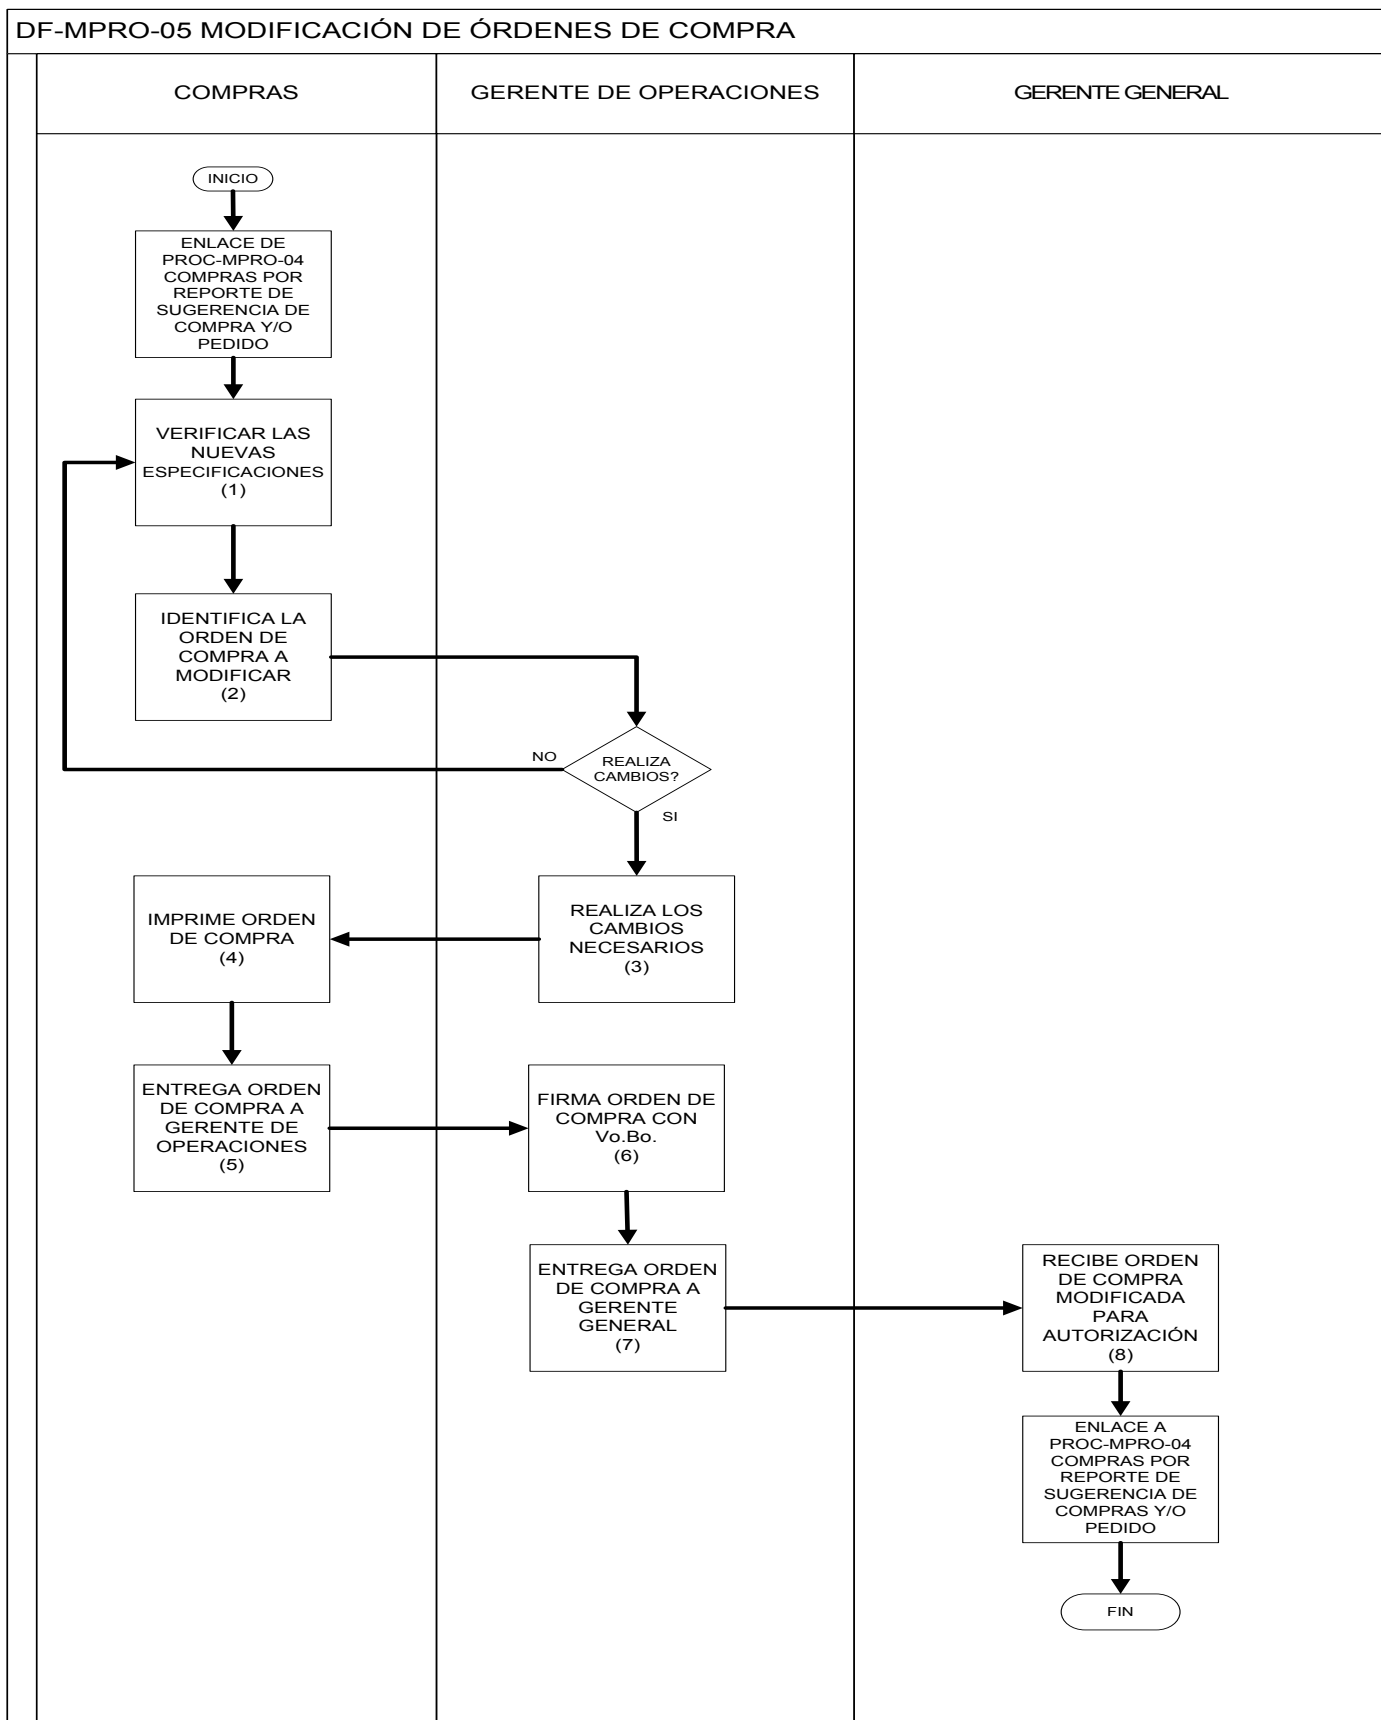 DF-MPRO-05 MODIFICACIÓN DE ÓRDENES DE COMPRA
COMPRAS
GERENTE DE OPERACIONES
GERENTE GENERAL
INICIO
ENLACE DE
PROC-MPRO-04
COMPRAS POR
REPORTE DE
SUGERENCIA DE
COMPRA Y/O
PEDIDO
VERIFICAR LAS
NUEVAS
ESPECIFICACIONES
(1)
IDENTIFICA LA
ORDEN DE
COMPRA A
MODIFICAR
(2)
NO
REALIZA
CAMBIOS?
SI
REALIZA LOS
CAMBIOS
NECESARIOS
(3)
IMPRIME ORDEN
DE COMPRA
(4)
ENTREGA ORDEN
DE COMPRA A
GERENTE DE
OPERACIONES
(5)
FIRMA ORDEN DE
COMPRA CON
Vo.Bo.
(6)
ENTREGA ORDEN
DE COMPRA A
GERENTE
GENERAL
(7)
RECIBE ORDEN
DE COMPRA
MODIFICADA
PARA
AUTORIZACIÓN
(8)
ENLACE A
PROC-MPRO-04
COMPRAS POR
REPORTE DE
SUGERENCIA DE
COMPRAS Y/O
PEDIDO
FIN